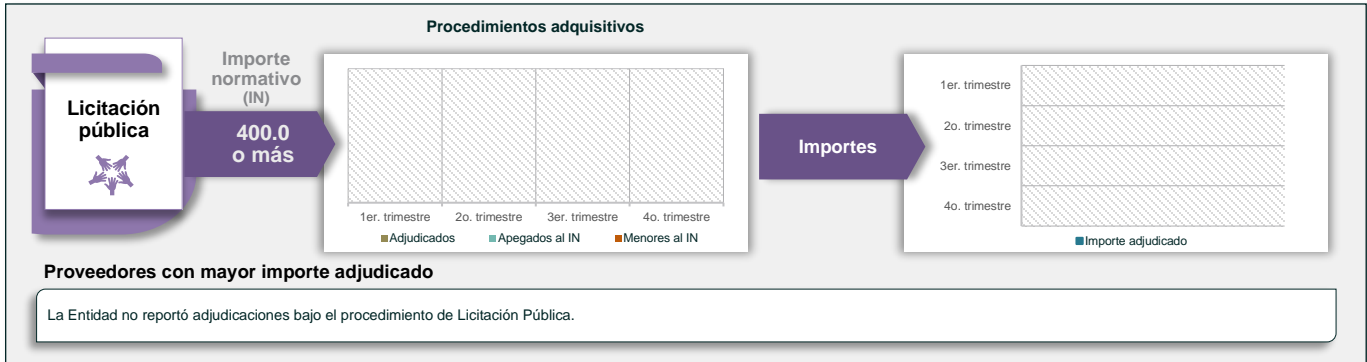 Procedimientos adquisitivos
Licitación
pública
Importe
normativo
(IN)
400.0
o más
1er. trimestre
2o. trimestre
3er. trimestre
4o. trimestre
Adjudicados
Apegados al IN
Menores al IN
Importes
1er. trimestre
2o. trimestre
3er. trimestre
4o. trimestre
Importe adjudicado
Proveedores con mayor importe adjudicado
La Entidad no reportó adjudicaciones bajo el procedimiento de Licitación Pública.